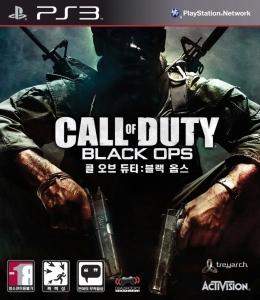 PS3
PlayStation Network
CALL OF DUTY
BLACK OPS
콜 오브 듀티:블랙 옵스
treyarch
ACTIVISION